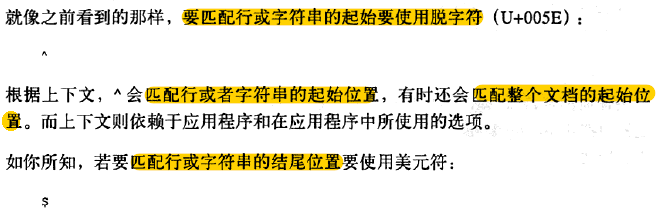 就像之前看到的那样，要匹配行或字符串的起始要使用脱字符（U+005E）：
^
根据上下文，^会匹配行或者字符串的起始位置，有时还会匹配整个文档的起始位
置。而上下文则依赖于应用程序和在应用程序中所使用的选项。
如你所知，若要匹配行或字符串的结尾位置要使用美元符：
$